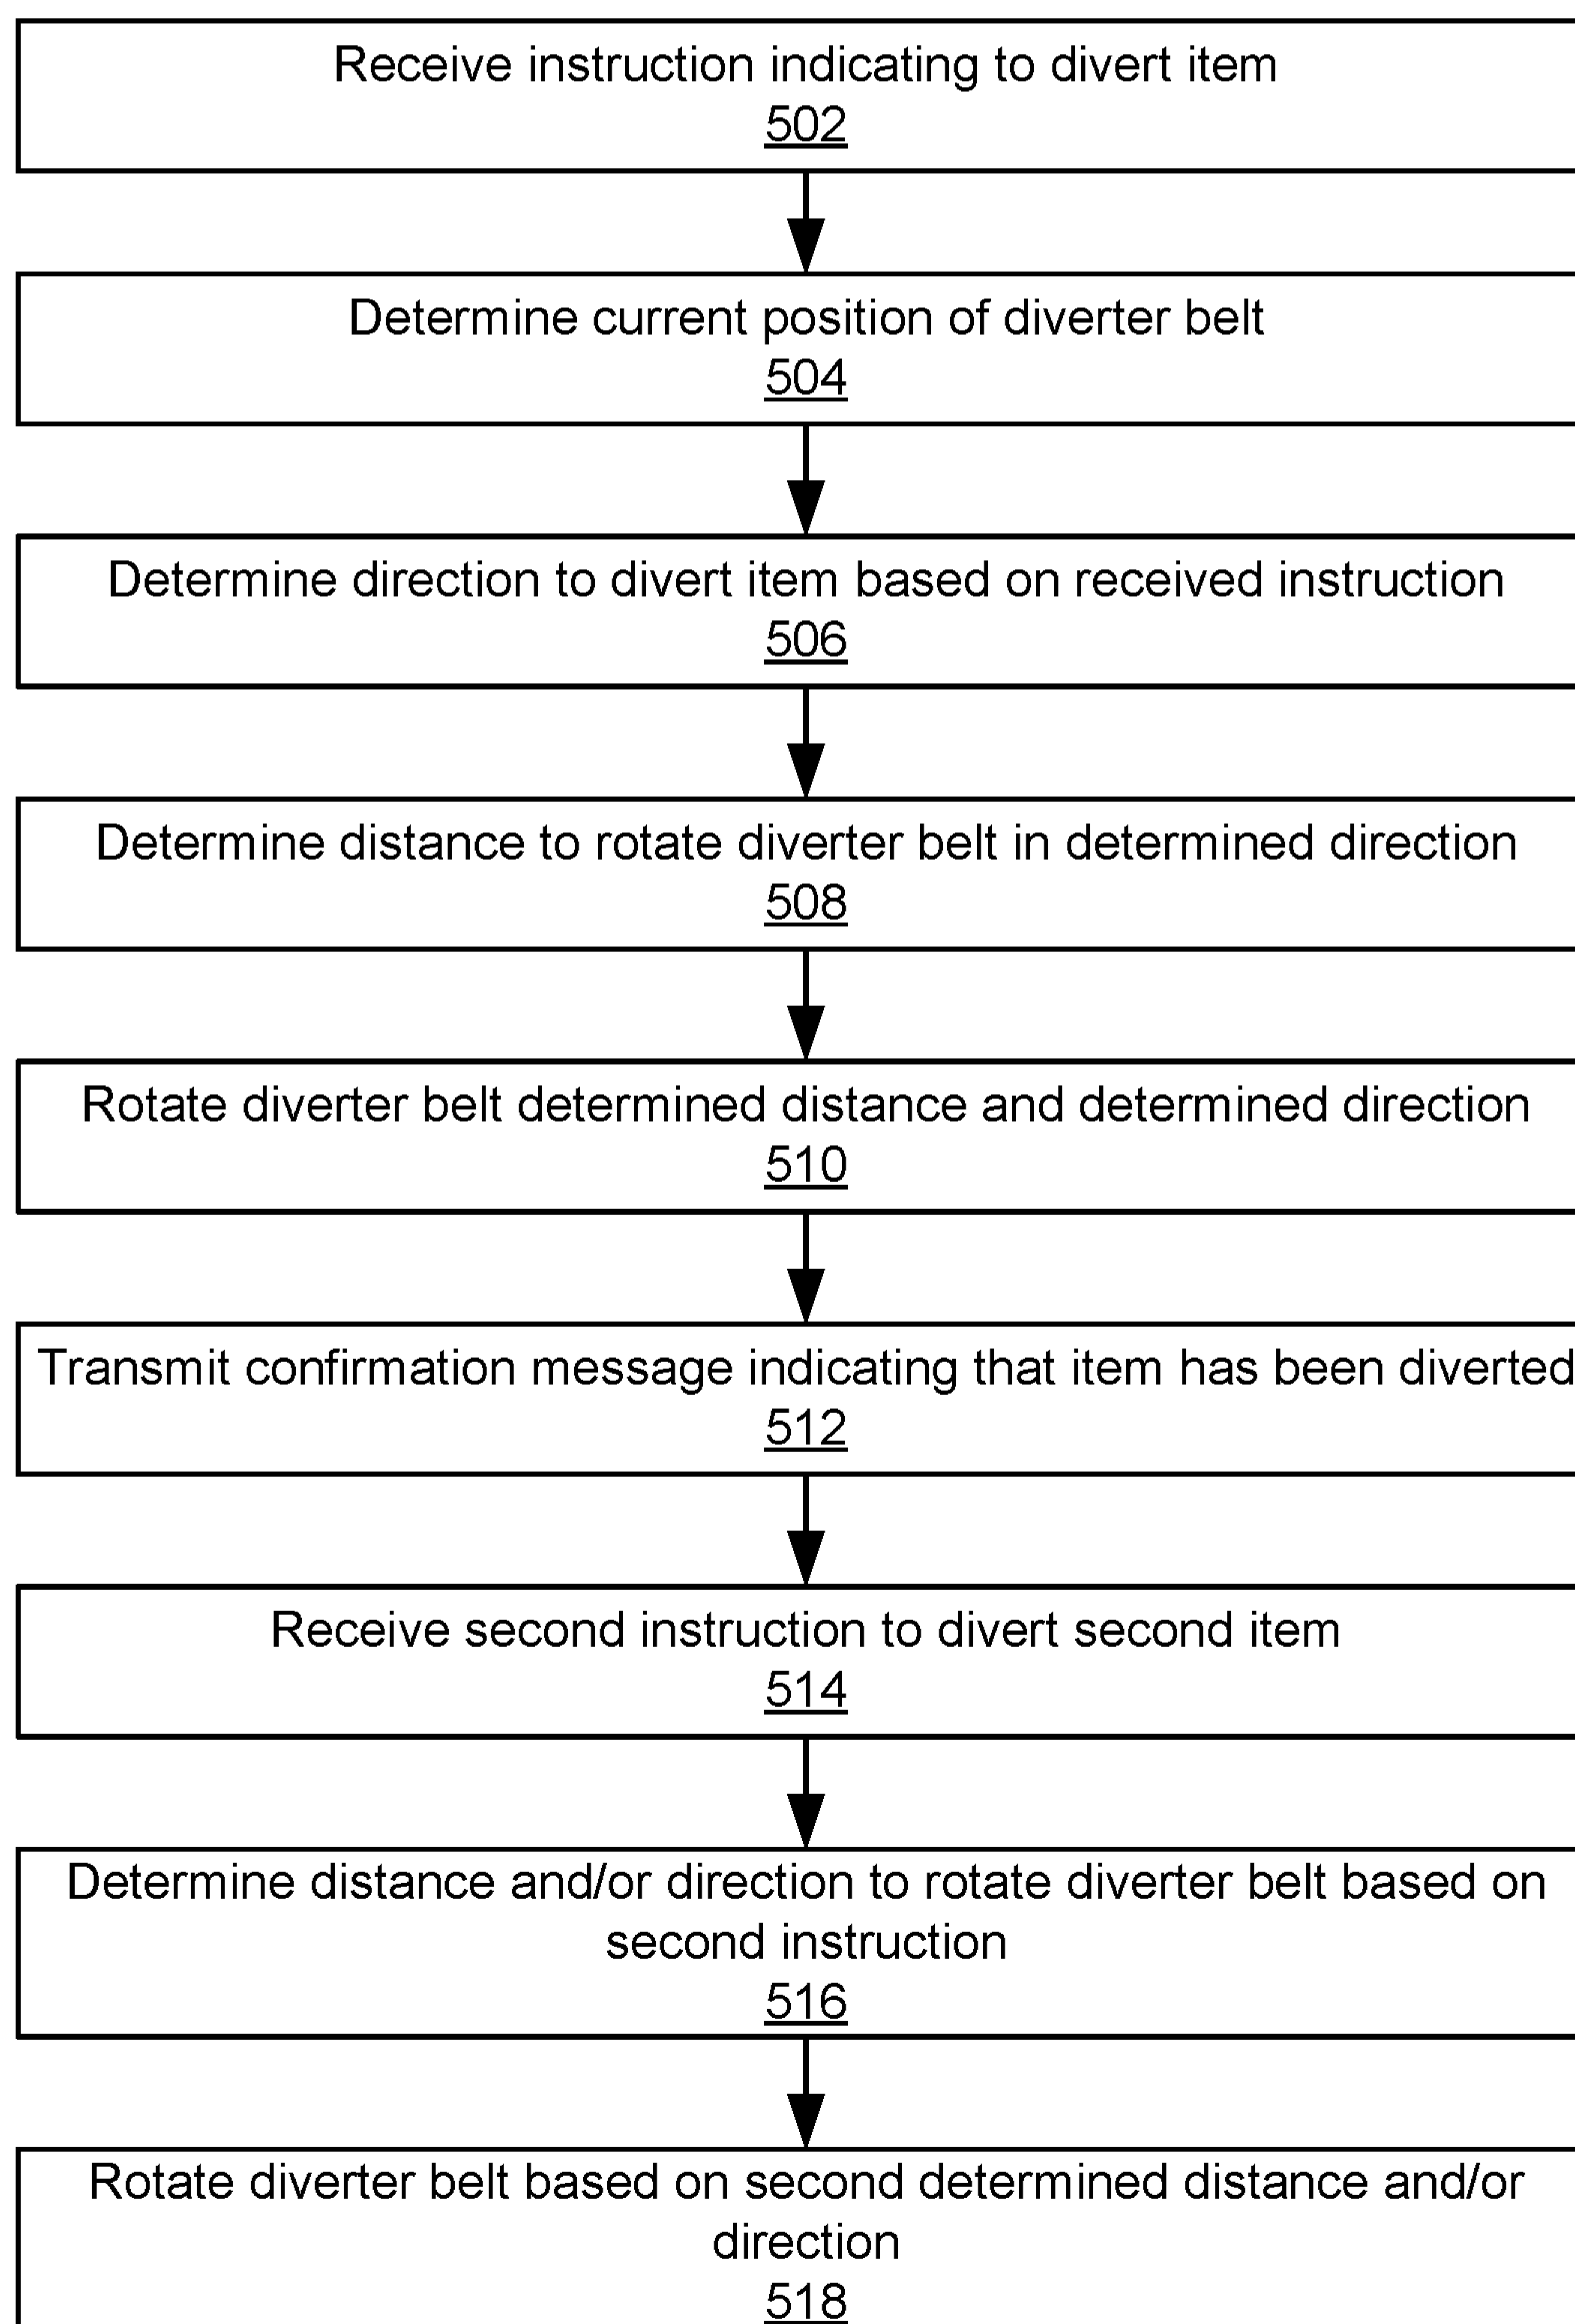 Receive instruction indicating to divert item
502
Determine current position of diverter belt
504
Determine direction to divert item based on received instruction
506
Determine distance to rotate diverter belt in determined direction
508
Rotate diverter belt determined distance and determined direction
510
Transmit confirmation message indicating that item has been diverted
512
Receive second instruction to divert second item
514
Determine distance and/or direction to rotate diverter belt based on
second instruction
516
Rotate diverter belt based on second determined distance and/or
direction
518